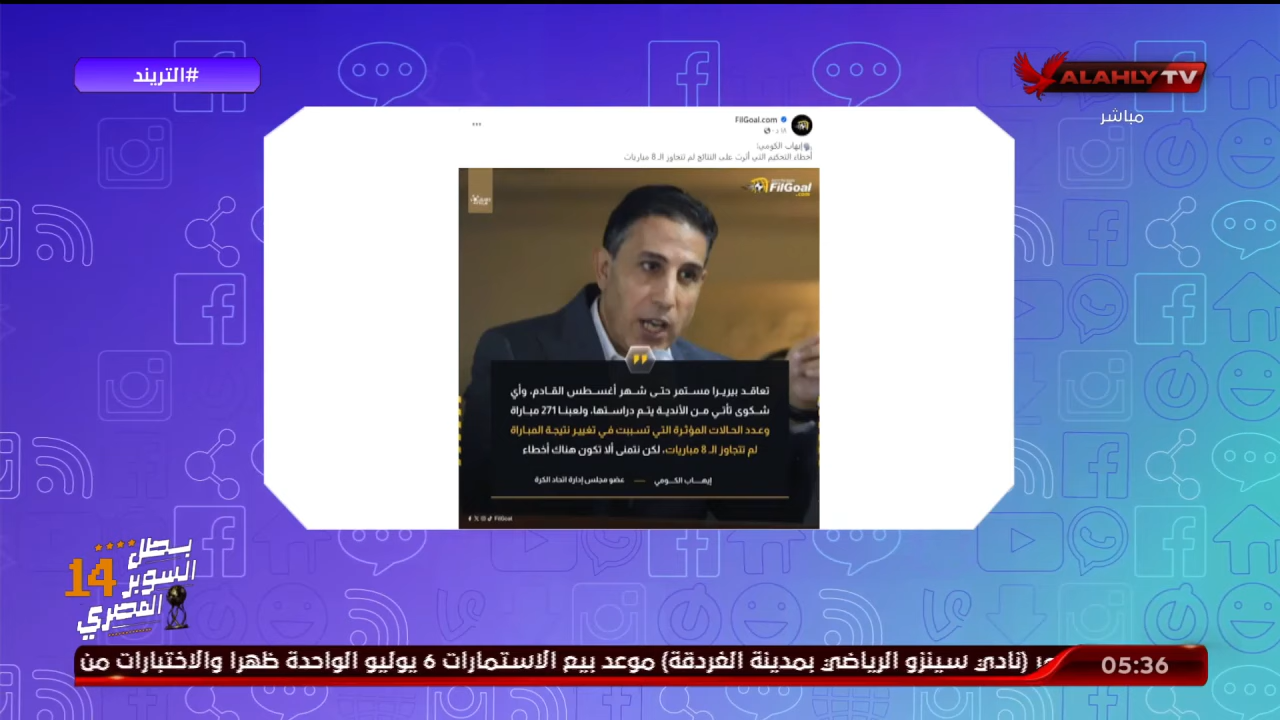 #التريند
ALAHLY TV
مباشر
FilGoal.com
إيهاب الكومي:
أخطاء التحكيم التي أثرت على النتائج لم تتجاوز الـ 8 مباريات
FilGoal
.com
تعاقد بيريرا مستمر حتى شهر أغسطس القادم، وأي
شكوى تأتي من الأندية يتم دراستها، ولعبنا 271 مباراة
وعدد الحالات المؤثرة التي تسببت في تغيير نتيجة المباراة
لم تتجاوز الـ 8 مباريات، لكن نتمنى ألا تكون هناك أخطاء
إيهاب الكومي — عضو مجلس إدارة اتحاد الكرة
FilGoal
بطل
السوبر 14
المصري
(نادي سينزو الرياضي بمدينة الغردقة) موعد بيع الاستمارات 6 يوليو الواحدة ظهرا والاختبارات من
05:36